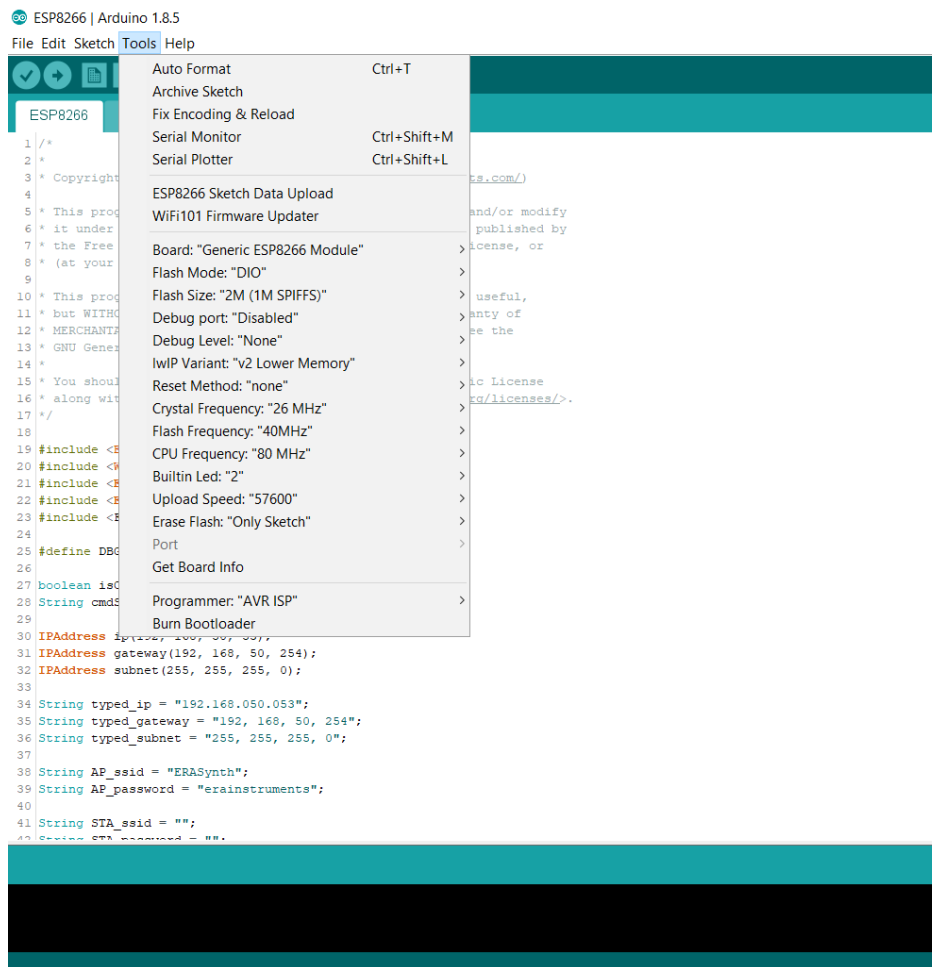 ESP8266 | Arduino 1.8.5
File Edit Sketch Tools Help
Auto Format Ctrl+T
Archive Sketch
Fix Encoding & Reload
Serial Monitor Ctrl+Shift+M
Serial Plotter Ctrl+Shift+L
ESP8266 Sketch Data Upload
WiFi101 Firmware Updater
Board: "Generic ESP8266 Module"
Flash Mode: "DIO"
Flash Size: "2M (1M SPIFFS)"
Debug port: "Disabled"
Debug Level: "None"
IwIP Variant: "v2 Lower Memory"
Reset Method: "none"
Crystal Frequency: "26 MHz"
Flash Frequency: "40MHz"
CPU Frequency: "80 MHz"
Builtin Led: "2"
Upload Speed: "57600"
Erase Flash: "Only Sketch"
Port
Get Board Info
Programmer: "AVR ISP"
Burn Bootloader
ESP8266
1 /*
2 *
3 * Copyright ts.com/)
4
5 * This prog and/or modify
6 * it under published by
7 * the Free icense, or
8 * (at your
9
10 * This prog useful,
11 * but WITHO anty of
12 * MERCHANTA ee the
13 * GNU Gener
14 *
15 * You shoul ic License
16 * along wit rg/licenses/>.
17 */
18
19 #include <E
20 #include <W
21 #include <E
22 #include <E
23 #include <E
24
25 #define DBG
26
27 boolean isC
28 String cmdS
29
30 IPAddress
31 IPAddress gateway(192, 168, 50, 254);
32 IPAddress subnet(255, 255, 255, 0);
33
34 String typed_ip = "192.168.050.053";
35 String typed_gateway = "192, 168, 50, 254";
36 String typed_subnet = "255, 255, 255, 0";
37
38 String AP_ssid = "ERASynth";
39 String AP_password = "erainstruments";
40
41 String STA_ssid = "";
42 String STA_password = "";